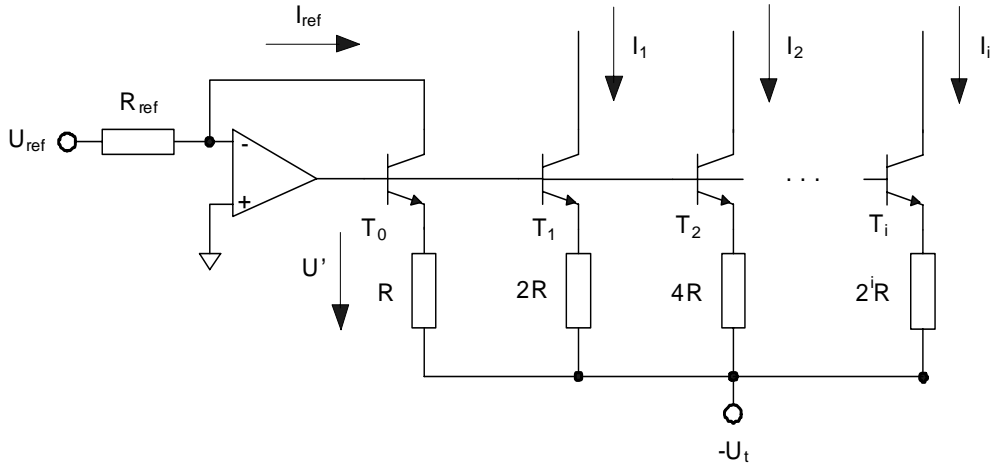 I_ref
I_1
I_2
I_i
R_ref
U_ref
-
+
T_0
T_1
T_2
. . .
T_i
U’
R
2R
4R
2^iR
-U_t